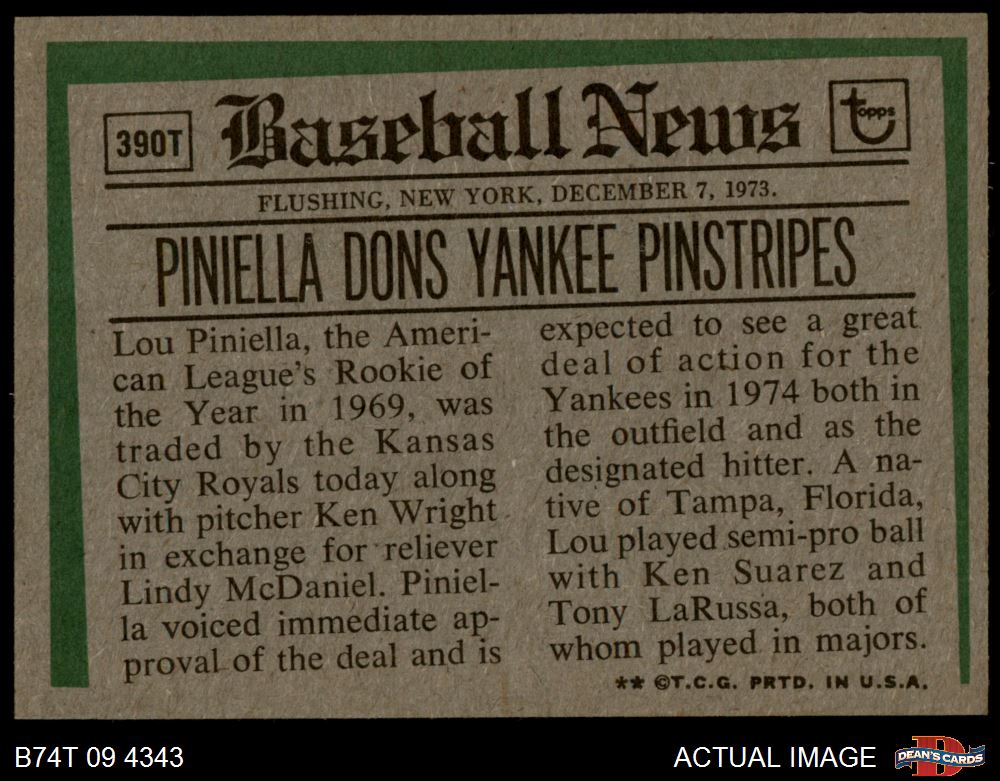 390T
Baseball News
topps
FLUSHING, NEW YORK, DECEMBER 7, 1973.
PINIELLA DONS YANKEE PINSTRIPES
Lou Piniella, the Ameri-
can League's Rookie of
the Year in 1969, was
traded by the Kansas
City Royals today along
with pitcher Ken Wright
in exchange for reliever
Lindy McDaniel. Piniel-
la voiced immediate ap-
proval of the deal and is
expected to see a great
deal of action for the
Yankees in 1974 both in
the outfield and as the
designated hitter. A na-
tive of Tampa, Florida,
Lou played semi-pro ball
with Ken Suarez and
Tony LaRussa, both of
whom played in majors.
** ©T.C.G. PRTD. IN U.S.A.
B74T 09 4343
ACTUAL IMAGE
D
DEAN'S CARDS